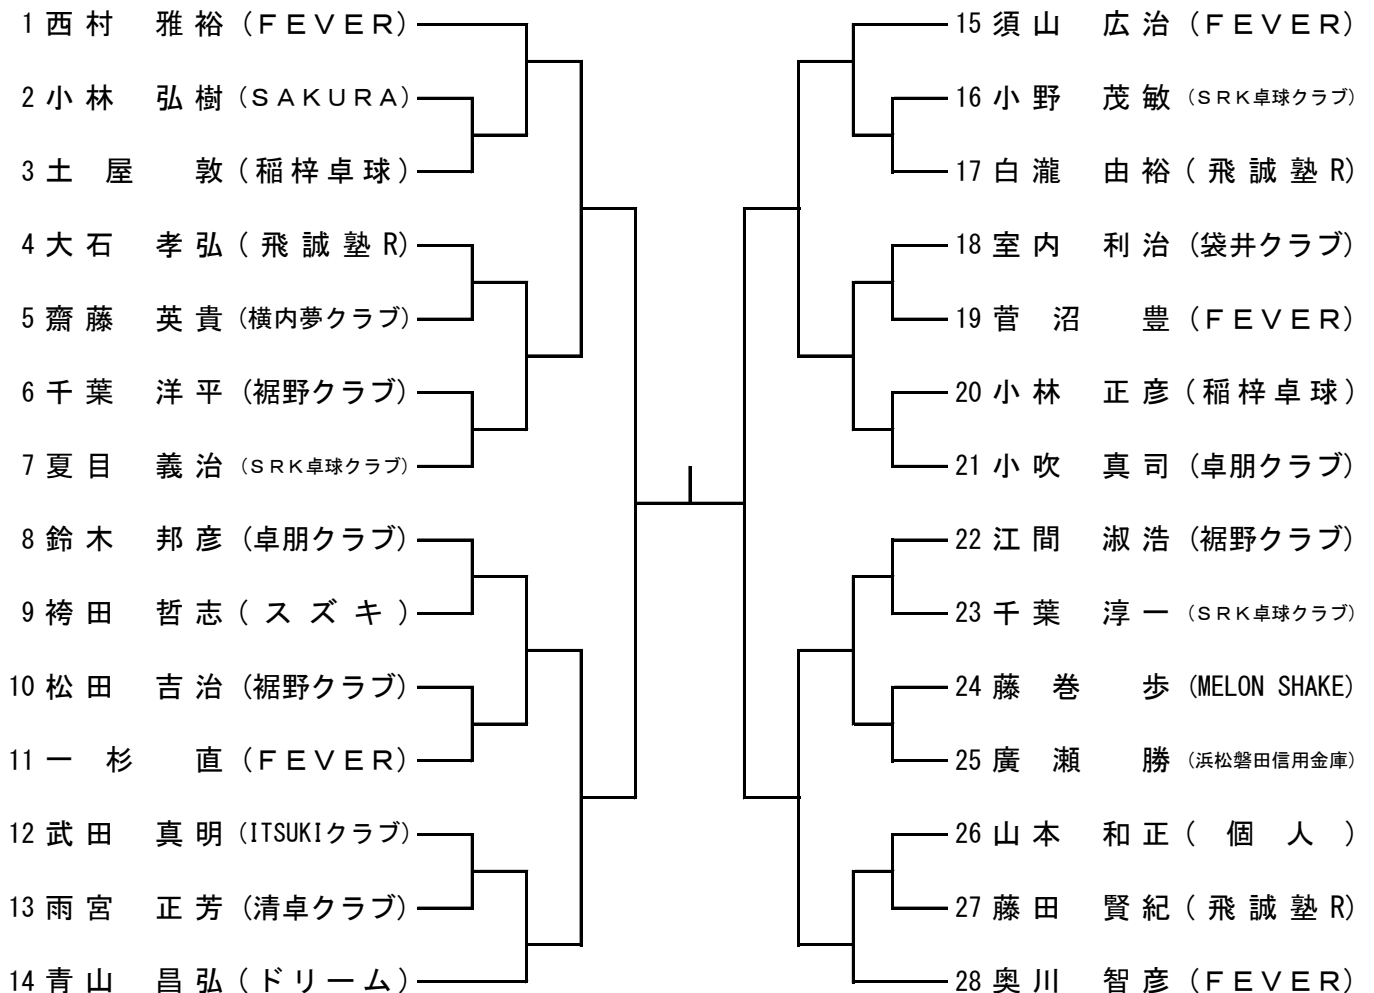 1 西村 雅裕 (ＦＥＶＥＲ)
2 小林 弘樹 (ＳＡＫＵＲＡ)
3 土屋 敦 (稲梓卓球)
4 大石 孝弘 (飛誠塾R)
5 齋藤 英貴 (横内夢クラブ)
6 千葉 洋平 (裾野クラブ)
7 夏目 義治 (ＳＲＫ卓球クラブ)
8 鈴木 邦彦 (卓朋クラブ)
9 袴田 哲志 (スズキ)
10 松田 吉治 (裾野クラブ)
11 一杉 直 (ＦＥＶＥＲ)
12 武田 真明 (ITSUKIクラブ)
13 雨宮 正芳 (清卓クラブ)
14 青山 昌弘 (ドリーム)
15 須山 広治 (ＦＥＶＥＲ)
16 小野 茂敏 (ＳＲＫ卓球クラブ)
17 白瀧 由裕 (飛誠塾R)
18 室内 利治 (袋井クラブ)
19 菅沼 豊 (ＦＥＶＥＲ)
20 小林 正彦 (稲梓卓球)
21 小吹 真司 (卓朋クラブ)
22 江間 淑浩 (裾野クラブ)
23 千葉 淳一 (ＳＲＫ卓球クラブ)
24 藤巻 歩 (MELON SHAKE)
25 廣瀬 勝 (浜松磐田信用金庫)
26 山本 和正 (個人)
27 藤田 賢紀 (飛誠塾R)
28 奥川 智彦 (ＦＥＶＥＲ)